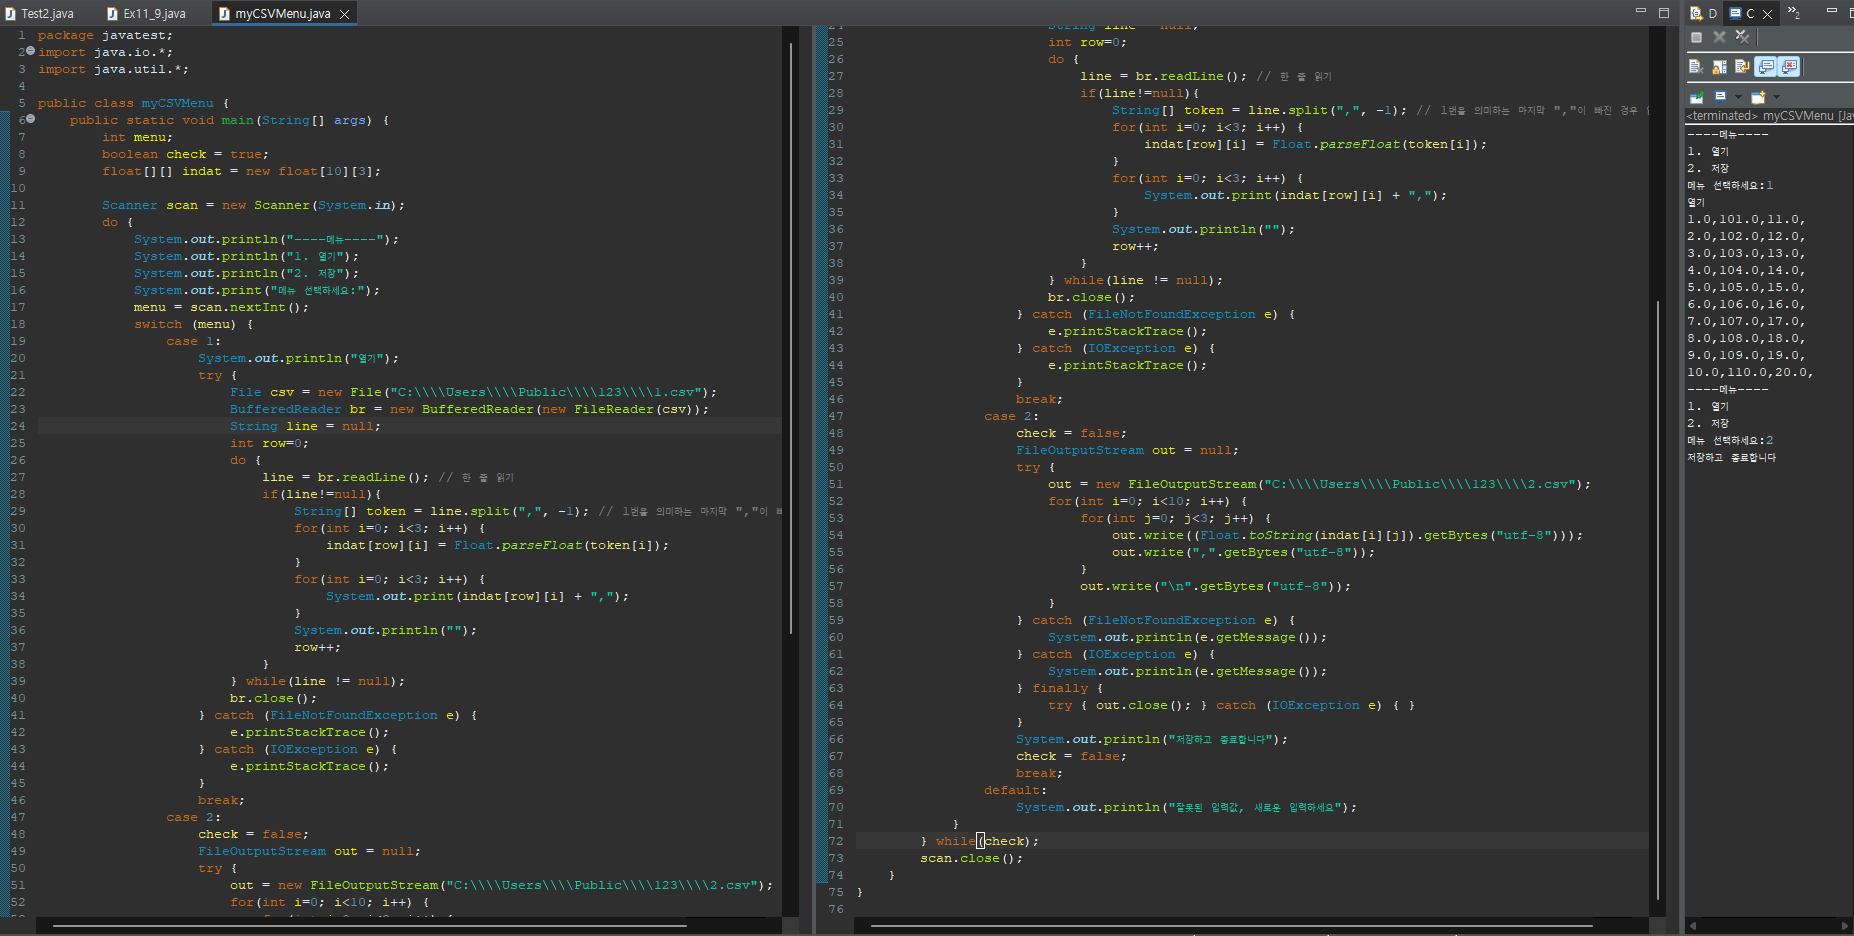 Test2.java
Ex11_9.java
myCSVMenu.java
1 package javatest;
2 import java.io.*;
3 import java.util.*;
4
5 public class myCSVMenu {
6 public static void main(String[] args) {
7 int menu;
8 boolean check = true;
9 float[][] indat = new float[10][3];
10
11 Scanner scan = new Scanner(System.in);
12 do {
13 System.out.println("----메뉴----");
14 System.out.println("1. 열기");
15 System.out.println("2. 저장");
16 System.out.print("메뉴 선택하세요:");
17 menu = scan.nextInt();
18 switch (menu) {
19 case 1:
20 System.out.println("열기");
21 try {
22 File csv = new File("C:\\\\Users\\\\Public\\\\123\\\\1.csv");
23 BufferedReader br = new BufferedReader(new FileReader(csv));
24 String line = null;
25 int row=0;
26 do {
27 line = br.readLine(); // 한 줄 읽기
28 if(line!=null){
29 String[] token = line.split(",", -1); // 1번을 의미하는 마지막 ","이
30 for(int i=0; i<3; i++) {
31 indat[row][i] = Float.parseFloat(token[i]);
32 }
33 for(int i=0; i<3; i++) {
34 System.out.print(indat[row][i] + ",");
35 }
36 System.out.println("");
37 row++;
38 }
39 } while(line != null);
40 br.close();
41 } catch (FileNotFoundException e) {
42 e.printStackTrace();
43 } catch (IOException e) {
44 e.printStackTrace();
45 }
46 break;
47 case 2:
48 check = false;
49 FileOutputStream out = null;
50 try {
51 out = new FileOutputStream("C:\\\\Users\\\\Public\\\\123\\\\2.csv");
52 for(int i=0; i<10; i++) {
25 int row=0;
26 do {
27 line = br.readLine(); // 한 줄 읽기
28 if(line!=null){
29 String[] token = line.split(",", -1); // 1번을 의미하는 마지막 ","이 빠진 경우
30 for(int i=0; i<3; i++) {
31 indat[row][i] = Float.parseFloat(token[i]);
32 }
33 for(int i=0; i<3; i++) {
34 System.out.print(indat[row][i] + ",");
35 }
36 System.out.println("");
37 row++;
38 }
39 } while(line != null);
40 br.close();
41 } catch (FileNotFoundException e) {
42 e.printStackTrace();
43 } catch (IOException e) {
44 e.printStackTrace();
45 }
46 break;
47 case 2:
48 check = false;
49 FileOutputStream out = null;
50 try {
51 out = new FileOutputStream("C:\\\\Users\\\\Public\\\\123\\\\2.csv");
52 for(int i=0; i<10; i++) {
53 for(int j=0; j<3; j++) {
54 out.write((Float.toString(indat[i][j]).getBytes("utf-8")));
55 out.write(",".getBytes("utf-8"));
56 }
57 out.write("\n".getBytes("utf-8"));
58 }
59 } catch (FileNotFoundException e) {
60 System.out.println(e.getMessage());
61 } catch (IOException e) {
62 System.out.println(e.getMessage());
63 } finally {
64 try { out.close(); } catch (IOException e) { }
65 }
66 System.out.println("저장하고 종료합니다");
67 check = false;
68 break;
69 default:
70 System.out.println("잘못된 입력값, 새로운 입력하세요");
71 }
72 } while(check);
73 scan.close();
74 }
75 }
76
D
C
2
<terminated> myCSVMenu [Ja
----메뉴----
1. 열기
2. 저장
메뉴 선택하세요:1
열기
1.0,101.0,11.0,
2.0,102.0,12.0,
3.0,103.0,13.0,
4.0,104.0,14.0,
5.0,105.0,15.0,
6.0,106.0,16.0,
7.0,107.0,17.0,
8.0,108.0,18.0,
9.0,109.0,19.0,
10.0,110.0,20.0,
----메뉴----
1. 열기
2. 저장
메뉴 선택하세요:2
저장하고 종료합니다